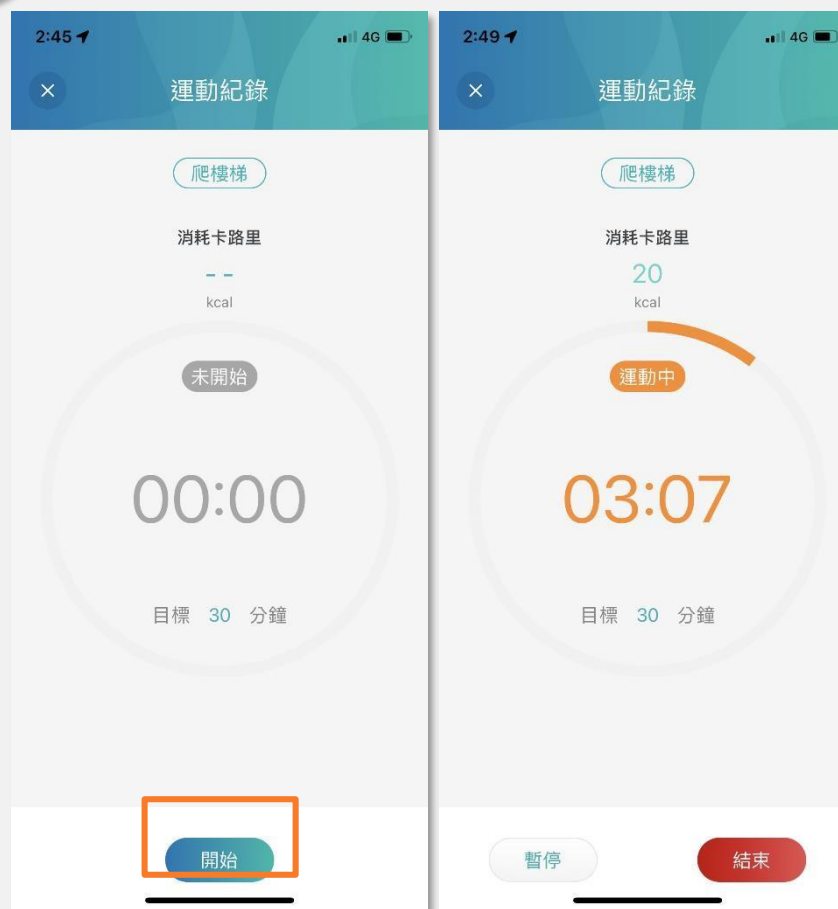 2:45
4G
運動紀錄
爬樓梯
消耗卡路里
--
kcal
未開始
00:00
目標 30 分鐘
開始
2:49
4G
運動紀錄
爬樓梯
消耗卡路里
20
kcal
運動中
03:07
目標 30 分鐘
暫停
結束